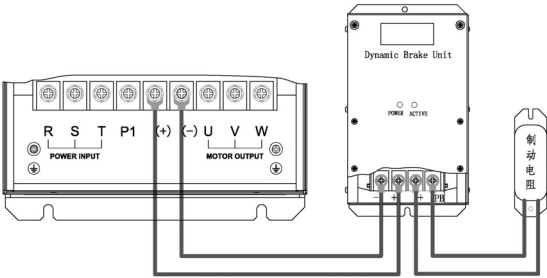 Dynamic Brake Unit
POWER ACTIVE
R S T P1 (+) (-) U V W
POWER INPUT MOTOR OUTPUT
- + + PB
制动电阻